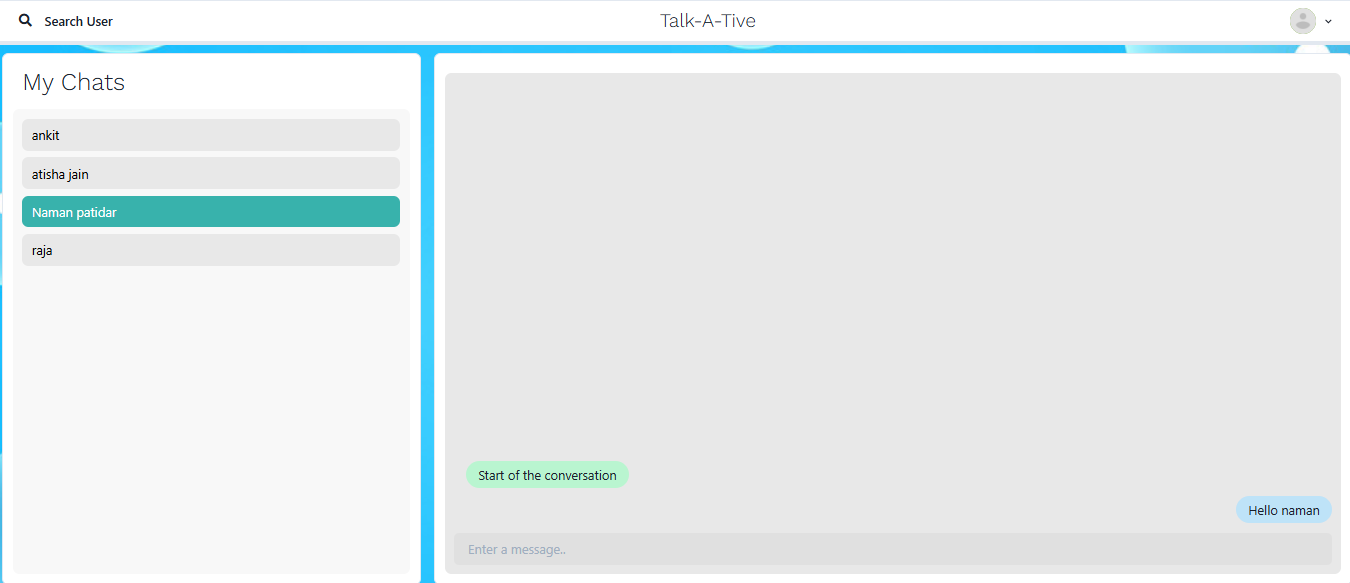 Search User
Talk-A-Tive
My Chats
ankit
atisha jain
Naman patidar
raja
Start of the conversation
Hello naman
Enter a message..